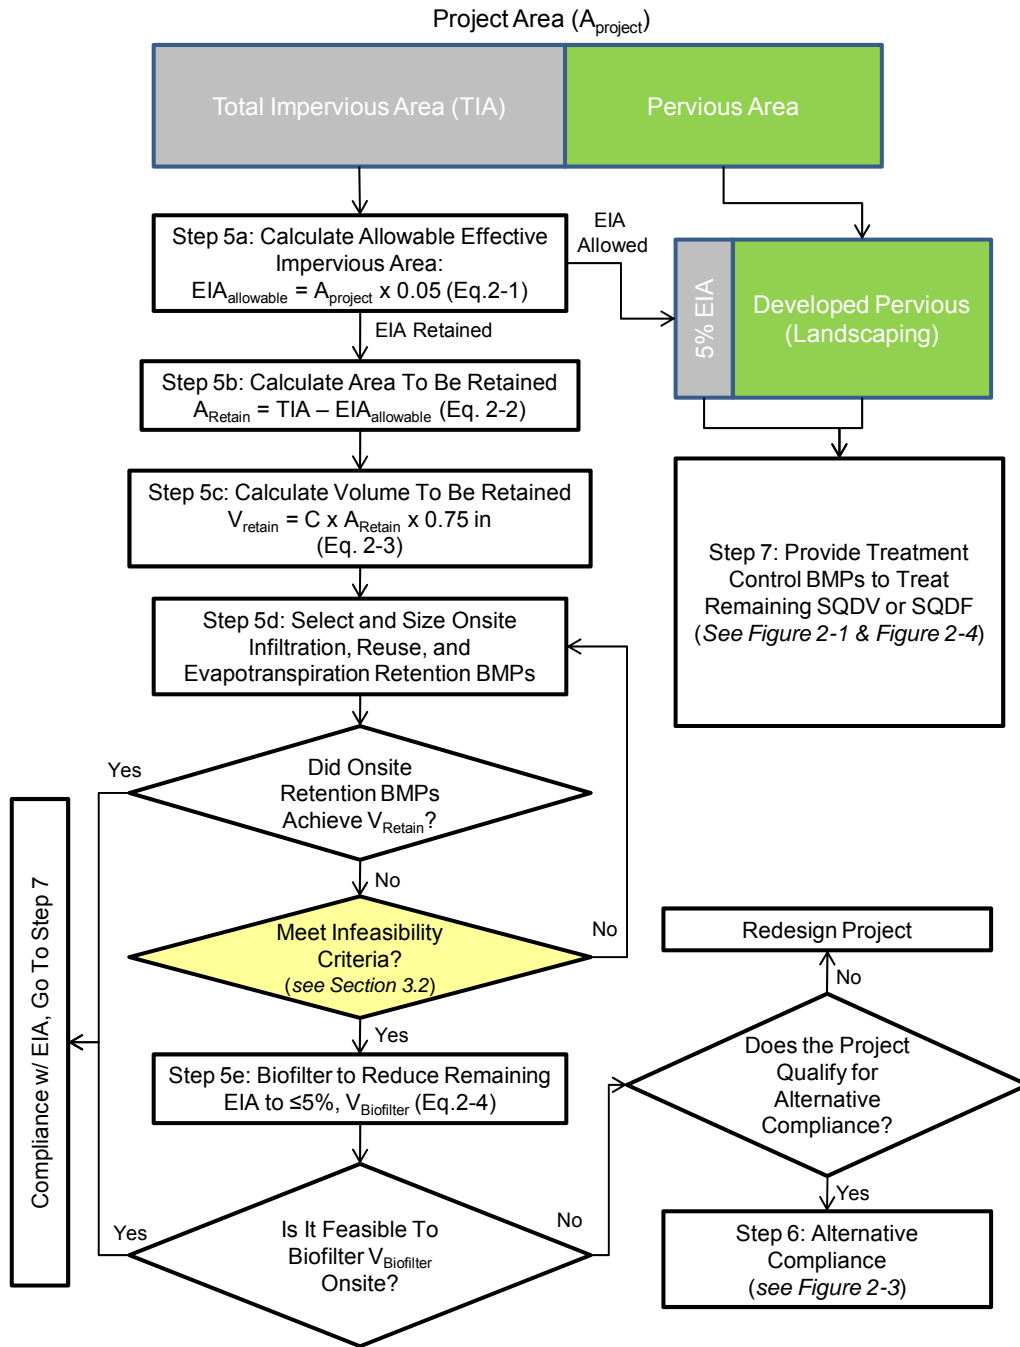 Project Area (Aproject)
Total Impervious Area (TIA)
Pervious Area
Step 5a: Calculate Allowable Effective
Impervious Area:
EIAallowable = Aproject x 0.05 (Eq.2-1)
EIA
Allowed
5% EIA
Developed Pervious
(Landscaping)
EIA Retained
Step 5b: Calculate Area To Be Retained
ARetain = TIA – EIAallowable (Eq. 2-2)
Step 5c: Calculate Volume To Be Retained
Vretain = C x ARetain x 0.75 in
(Eq. 2-3)
Step 7: Provide Treatment
Control BMPs to Treat
Remaining SQDV or SQDF
(See Figure 2-1 & Figure 2-4)
Step 5d: Select and Size Onsite
Infiltration, Reuse, and
Evapotranspiration Retention BMPs
Yes
Did Onsite
Retention BMPs
Achieve VRetain?
No
Compliance w/ EIA, Go To Step 7
Meet Infeasibility
Criteria?
(see Section 3.2)
No
Yes
Redesign Project
No
Step 5e: Biofilter to Reduce Remaining
EIA to ≤5%, VBiofilter (Eq.2-4)
Does the Project
Qualify for
Alternative
Compliance?
Yes
Yes
Is It Feasible To
Biofilter VBiofilter
Onsite?
No
Step 6: Alternative
Compliance
(see Figure 2-3)